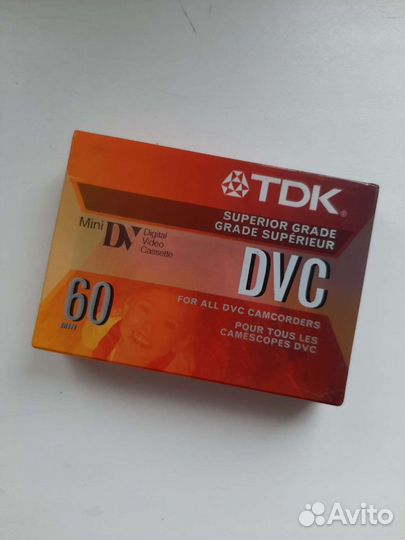 TDK®
SUPERIOR GRADE
GRADE SUPÉRIEUR
Mini DV Digital
Video
Cassette
DVC
60
MIN
FOR ALL DVC CAMCORDERS
POUR TOUS LES
CAMÉSCOPES DVC
Avito